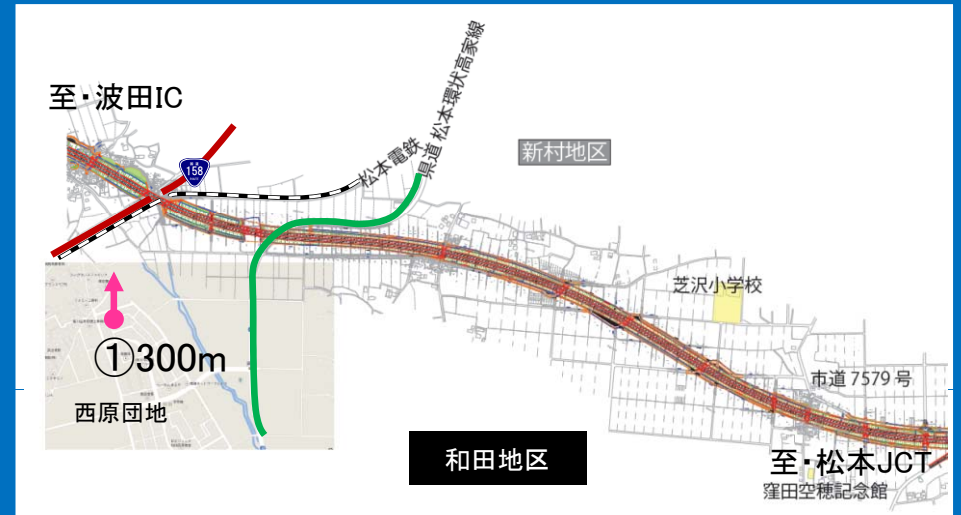 至・波田IC
158
松本電鉄
県道 松本環状高家線
新村地区
芝沢小学校
①300m
西原団地
市道7579号
和田地区
至・松本JCT
窪田空穂記念館